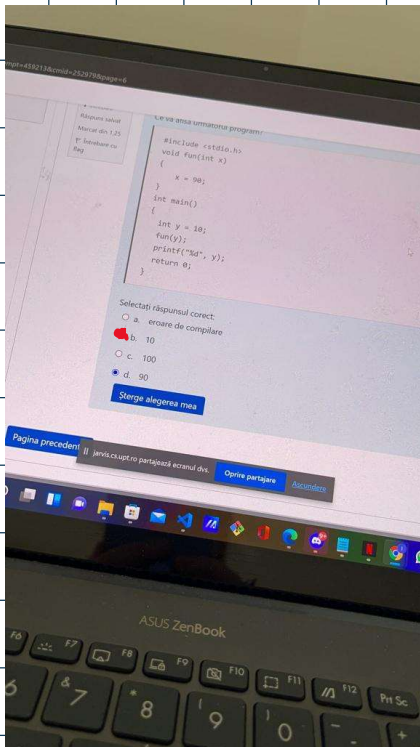 mpt=459213&cmid=252979&page=6
Răspuns salvat
Marcat din 1,25
Întrebare cu
flag
Ce va afișa următorul program?
#include <stdio.h>
void fun(int x)
{
x = 90;
}
int main()
{
int y = 10;
fun(y);
printf("%d", y);
return 0;
}
Selectați răspunsul corect:
a. eroare de compilare
b. 10
c. 100
d. 90
Șterge alegerea mea
Pagina precedent
jarvis.cs.upt.ro partajează ecranul dvs.
Oprire partajare
Ascundeți
ASUS ZenBook
F6
F7
F8
F9
F10
F11
F12
Prt Sc
6
& 7
* 8
( 9
) 0
_ -
+